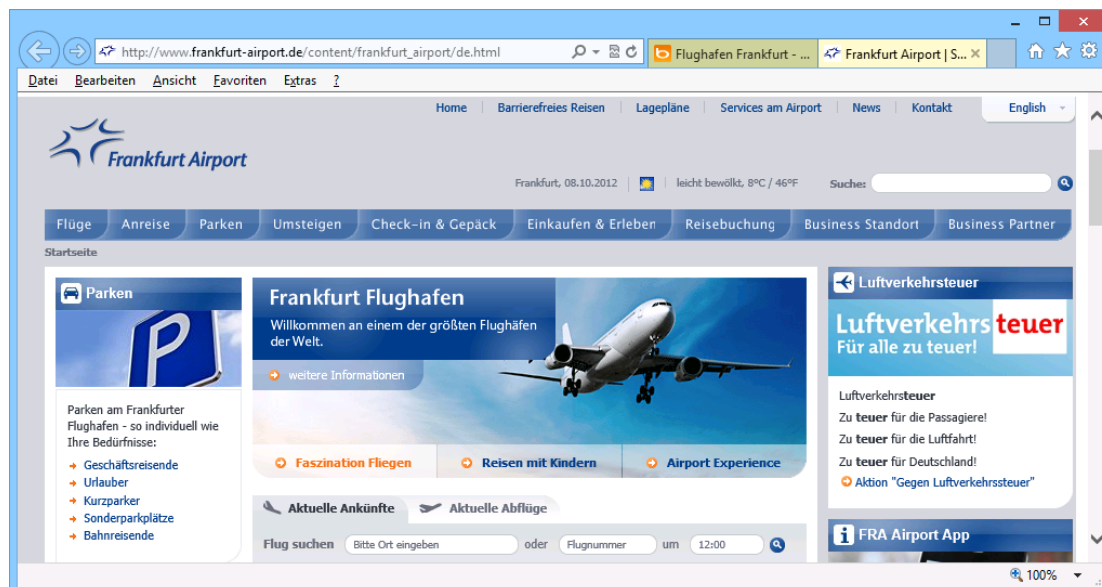 http://www.frankfurt-airport.de/content/frankfurt_airport/de.html
Flughafen Frankfurt - ...
Frankfurt Airport | S...
Datei Bearbeiten Ansicht Favoriten Extras ?
Home Barrierefreies Reisen Lagepläne Services am Airport News Kontakt English
Frankfurt Airport
Frankfurt, 08.10.2012 leicht bewölkt, 8°C / 46°F Suche:
Flüge Anreise Parken Umsteigen Check-in & Gepäck Einkaufen & Erleben Reisebuchung Business Standort Business Partner
Startseite
Parken
P
Parken am Frankfurter
Flughafen - so individuell wie
Ihre Bedürfnisse:
Geschäftsreisende
Urlauber
Kurzparker
Sonderparkplätze
Bahnreisende
Frankfurt Flughafen
Willkommen an einem der größten Flughäfen
der Welt.
weitere Informationen
Faszination Fliegen Reisen mit Kindern Airport Experience
Aktuelle Ankünfte Aktuelle Abflüge
Flug suchen Bitte Ort eingeben oder Flugnummer um 12:00
Luftverkehrsteuer
Luftverkehrsteuer
Für alle zu teuer!
Luftverkehrsteuer
Zu teuer für die Passagiere!
Zu teuer für die Luftfahrt!
Zu teuer für Deutschland!
Aktion "Gegen Luftverkehrssteuer"
FRA Airport App
100%